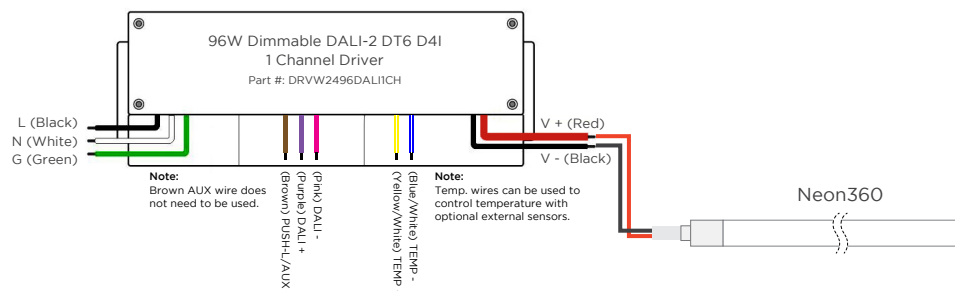 96W Dimmable DALI-2 DT6 D4I
1 Channel Driver
Part #: DRVW2496DALI1CH
L (Black)
N (White)
G (Green)
V + (Red)
V - (Black)
Note:
Brown AUX wire does
not need to be used.
(Brown) PUSH-L/AUX
(Purple) DALI +
(Pink) DALI -
(Yellow/White) TEMP
(Blue/White) TEMP -
Note:
Temp. wires can be used to
control temperature with
optional external sensors.
Neon360